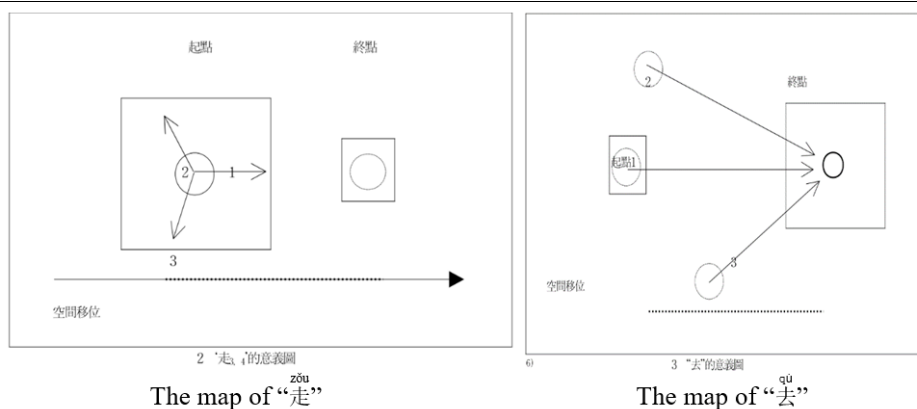 起點
終點
2
1
3
空間移位
2 "走3, 4"的意義圖
zǒu
The map of “走”
2
終點
起點1
3
空間移位
6)
3 "去"的意義圖
qù
The map of “去”